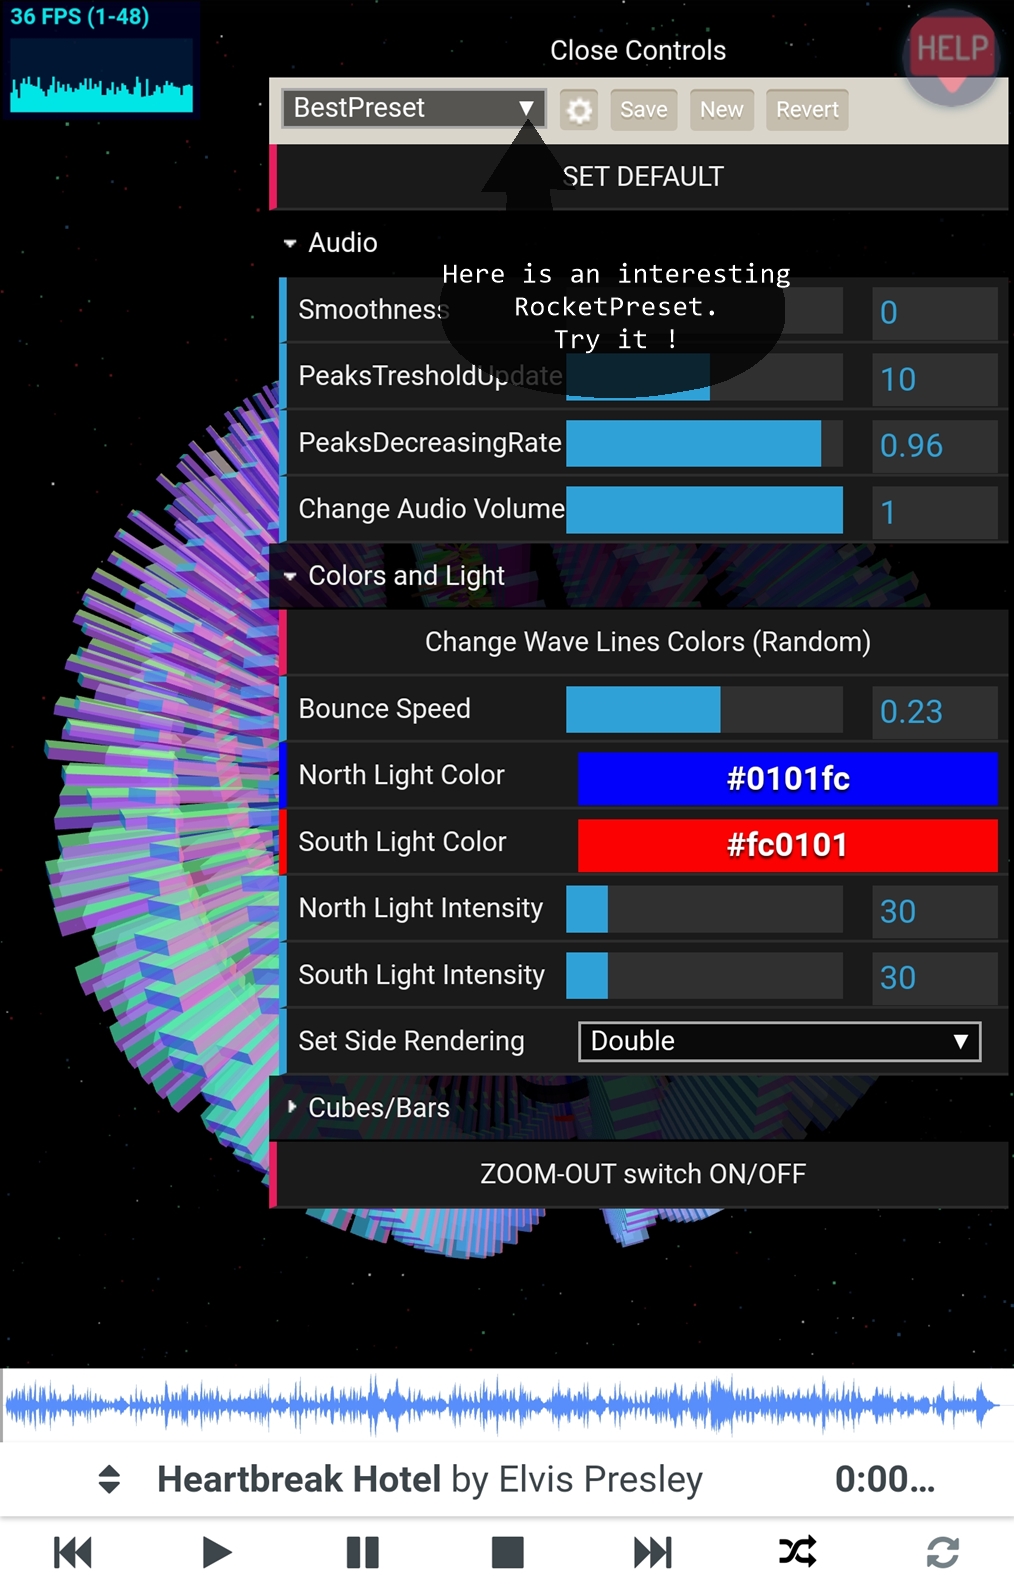 36 FPS (1-48)
Close Controls
HELP
BestPreset
Save
New
Revert
SET DEFAULT
Audio
Here is an interesting
RocketPreset.
Try it !
Smoothness
0
PeaksTresholdUpdate
10
PeaksDecreasingRate
0.96
Change Audio Volume
1
Colors and Light
Change Wave Lines Colors (Random)
Bounce Speed
0.23
North Light Color
#0101fc
South Light Color
#fc0101
North Light Intensity
30
South Light Intensity
30
Set Side Rendering
Double
Cubes/Bars
ZOOM-OUT switch ON/OFF
Heartbreak Hotel by Elvis Presley
0:00...